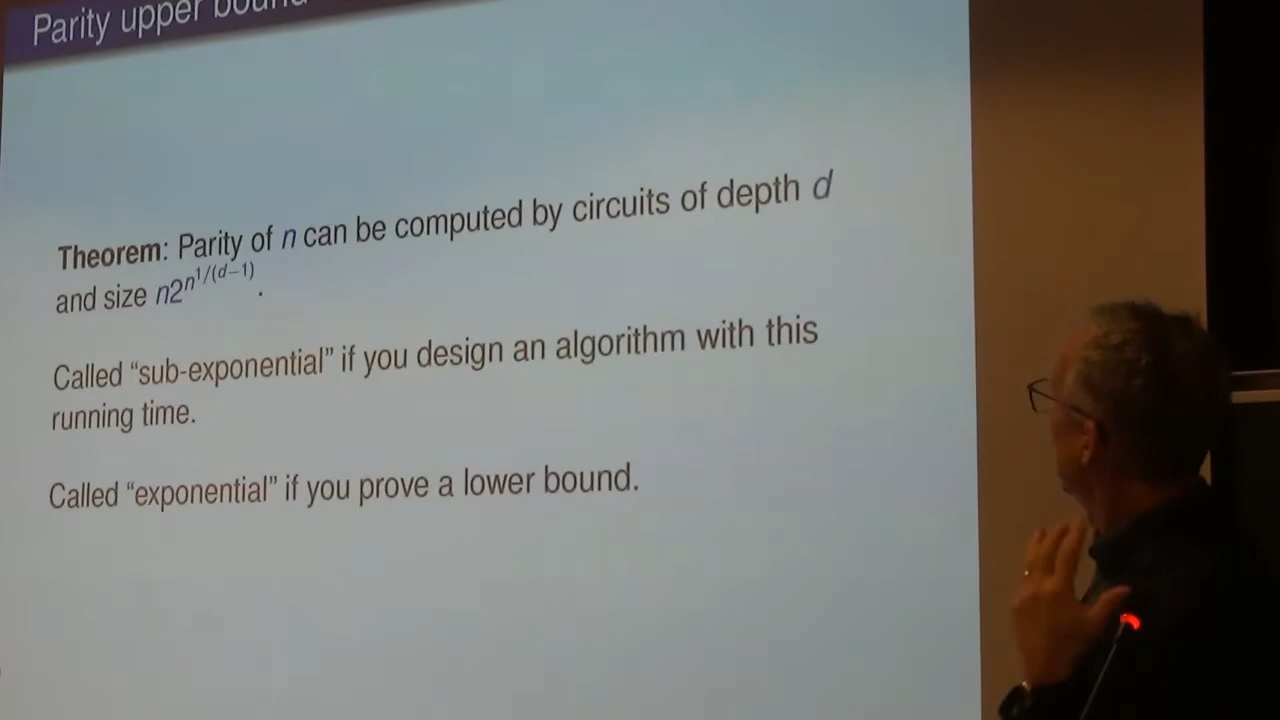 Parity upper bound
Theorem: Parity of n can be computed by circuits of depth d
and size n2^{n^{1/(d−1)}}.
Called “sub-exponential” if you design an algorithm with this
running time.
Called “exponential” if you prove a lower bound.